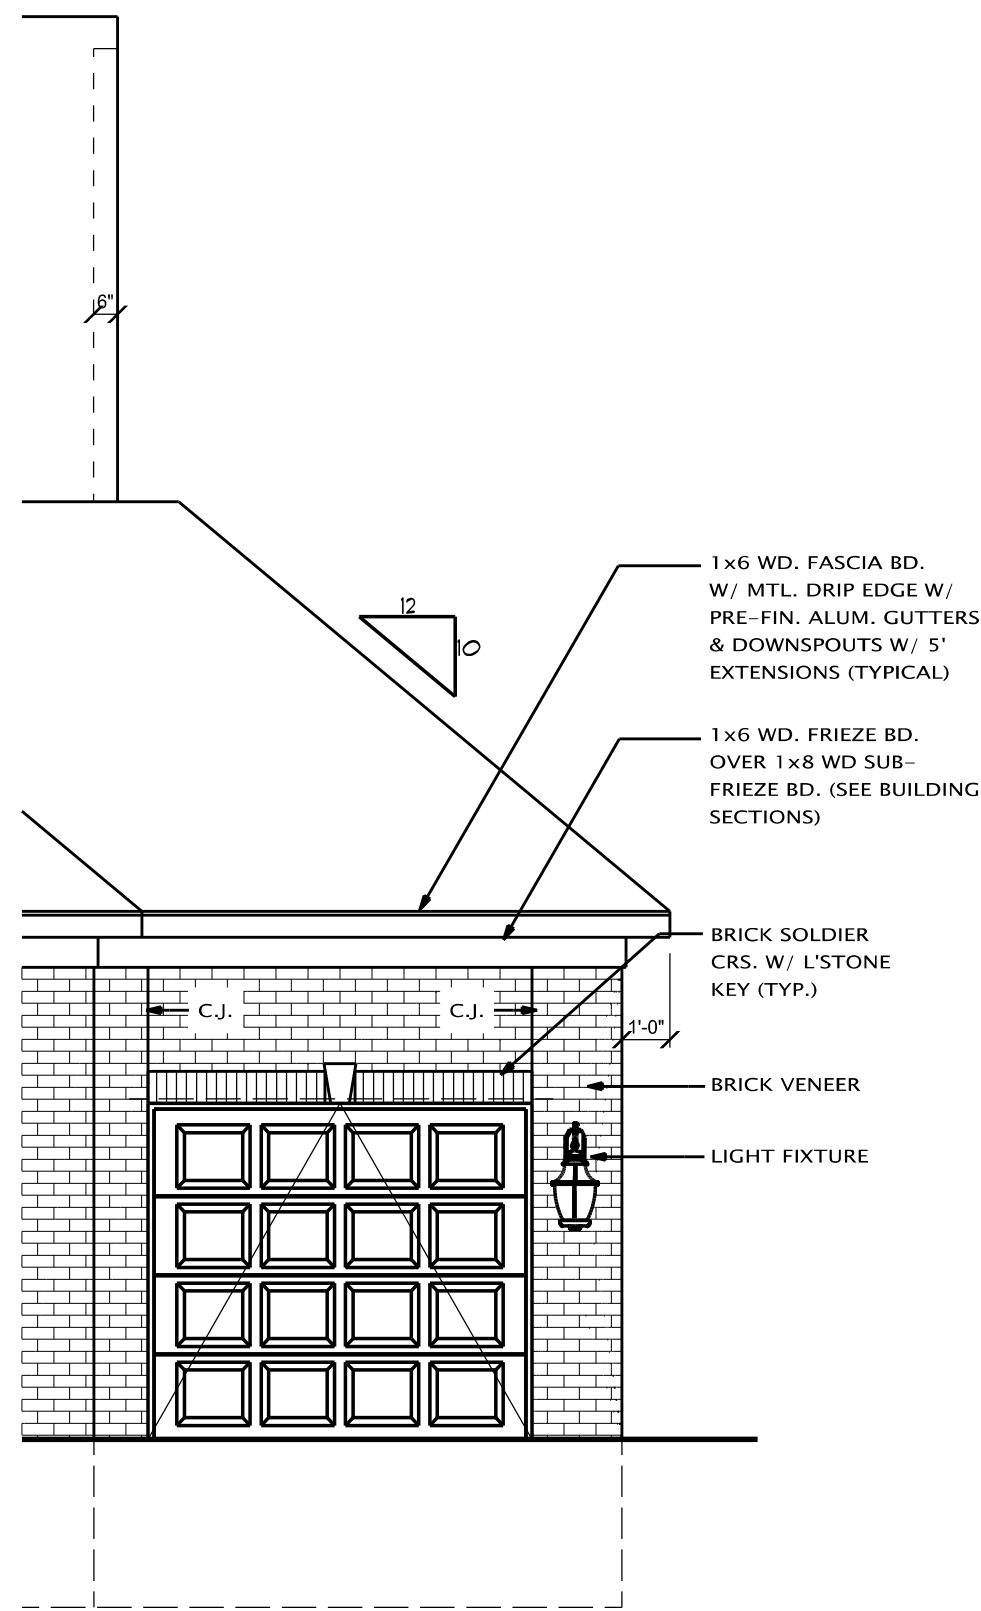 6"
12
10
1x6 WD. FASCIA BD.
W/ MTL. DRIP EDGE W/
PRE-FIN. ALUM. GUTTERS
& DOWNSPOUTS W/ 5'
EXTENSIONS (TYPICAL)
1x6 WD. FRIEZE BD.
OVER 1x8 WD SUB-
FRIEZE BD. (SEE BUILDING
SECTIONS)
BRICK SOLDIER
CRS. W/ L'STONE
KEY (TYP.)
C.J.
C.J.
1'-0"
BRICK VENEER
LIGHT FIXTURE